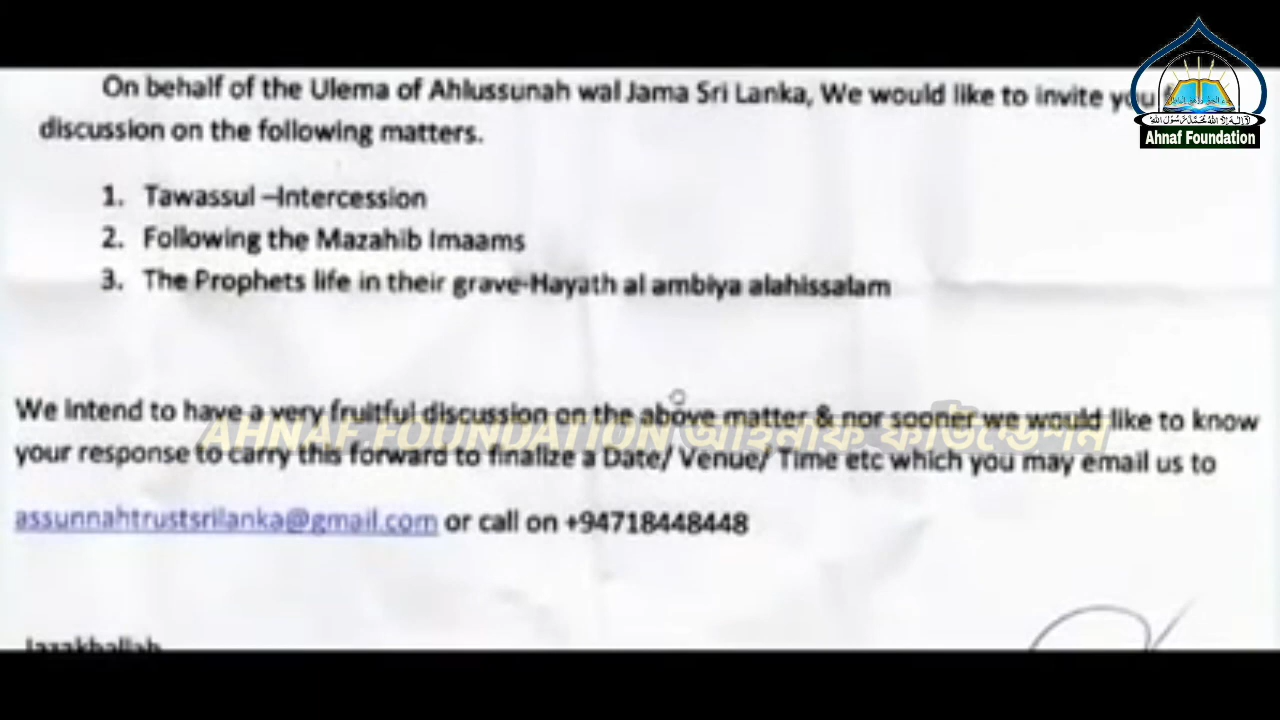 On behalf of the Ulema of Ahlussunah wal Jama Sri Lanka, We would like to invite you
discussion on the following matters.
1. Tawassul –Intercession
2. Following the Mazahib Imaams
3. The Prophets life in their grave-Hayath al ambiya alahissalam
We intend to have a very fruitful discussion on the above matter & nor sooner we would like to know
your response to carry this forward to finalize a Date/ Venue/ Time etc which you may email us to
assunnahtrustsrilanka@gmail.com or call on +94718448448
Jazakhallah
AHNAF FOUNDATION আহনাফ ফাউন্ডেশন
Ahnaf Foundation